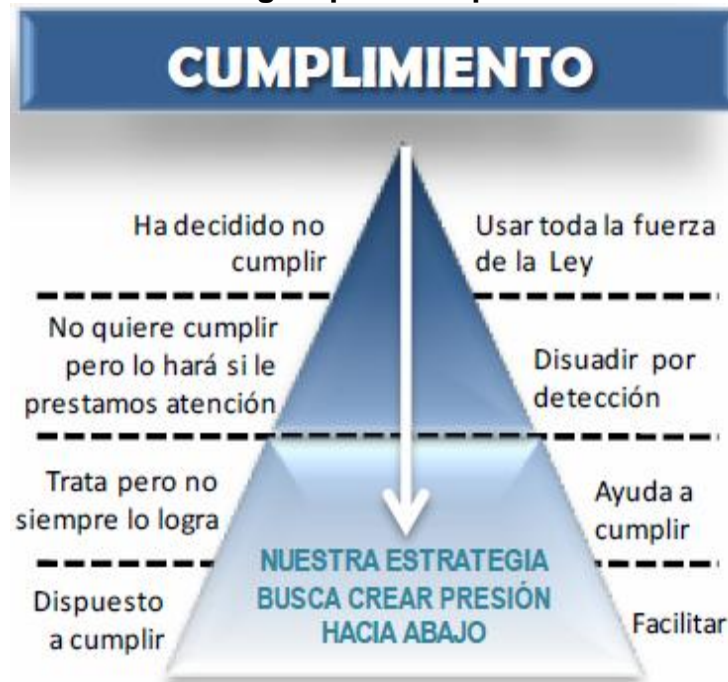 CUMPLIMIENTO
Ha decidido no
cumplir
Usar toda la fuerza
de la Ley
No quiere cumplir
pero lo hará si le
prestamos atención
Disuadir por
detección
Trata pero no
siempre lo logra
Ayuda a
cumplir
Dispuesto
a cumplir
Facilitar
NUESTRA ESTRATEGIA
BUSCA CREAR PRESIÓN
HACIA ABAJO